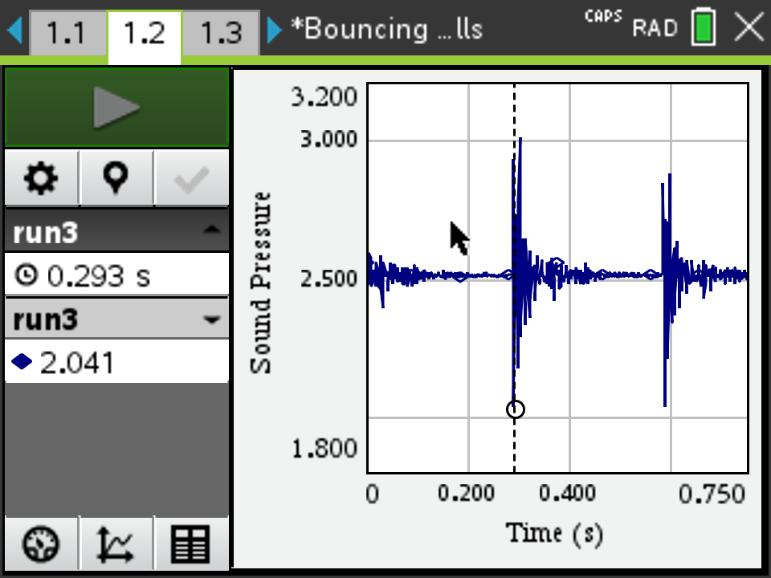 1.1 1.2 1.3 *Bouncing ...lls CAPS RAD
run3
0.293 s
run3
2.041
3.200
3.000
2.500
1.800
Sound Pressure
0 0.200 0.400 0.750
Time (s)